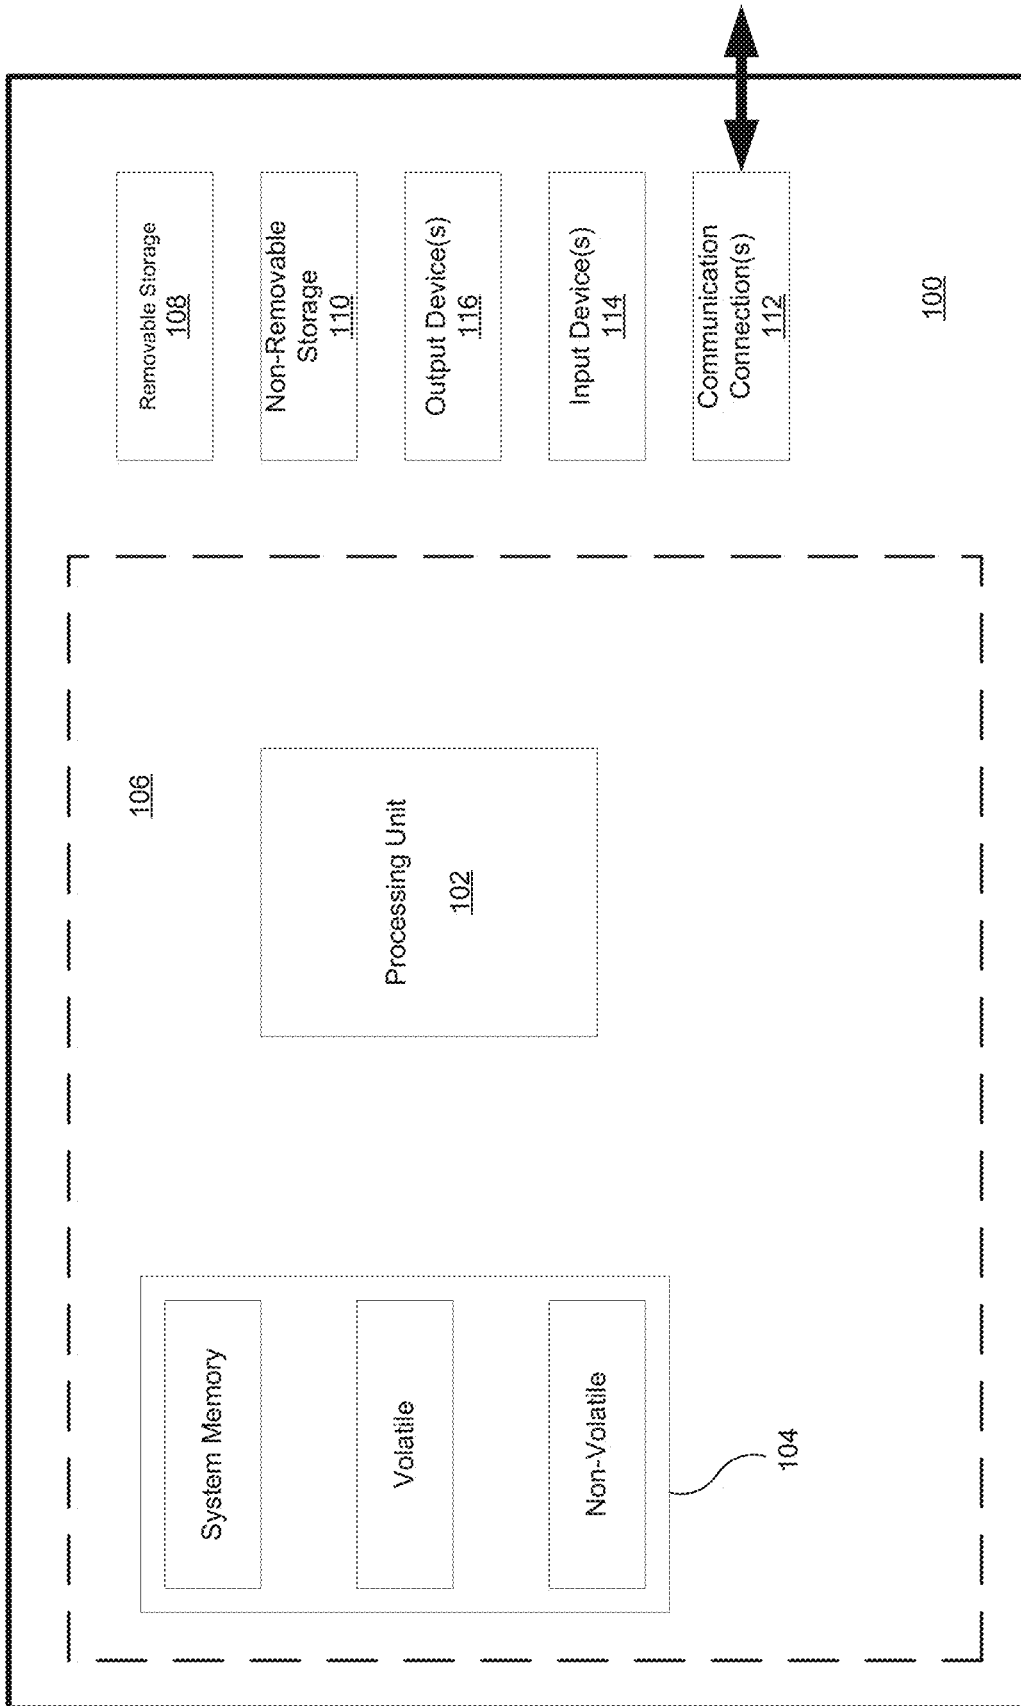 System Memory
Volatile
Non-Volatile
104
106
Processing Unit
102
Removable Storage
108
Non-Removable
Storage
110
Output Device(s)
116
Input Device(s)
114
Communication
Connection(s)
112
100